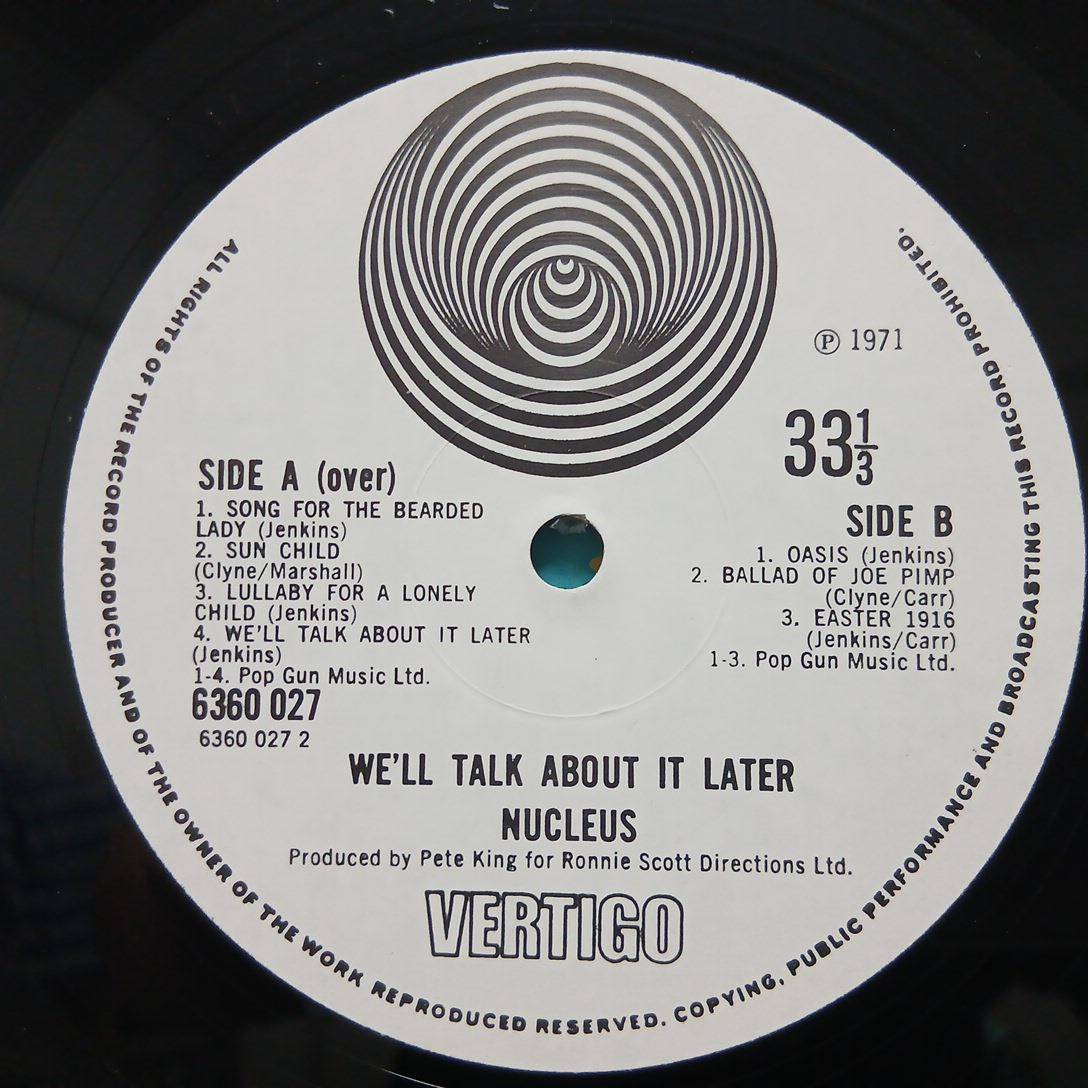 ALL RIGHTS OF THE RECORD PRODUCER AND OF THE OWNER OF THE WORK REPRODUCED RESERVED. COPYING, PUBLIC PERFORMANCE AND BROADCASTING THIS RECORD PROHIBITED.
Ⓟ 1971
33⅓
SIDE A (over)
1. SONG FOR THE BEARDED
LADY (Jenkins)
2. SUN CHILD
(Clyne/Marshall)
3. LULLABY FOR A LONELY
CHILD (Jenkins)
4. WE'LL TALK ABOUT IT LATER
(Jenkins)
1-4. Pop Gun Music Ltd.
6360 027
6360 027 2
SIDE B
1. OASIS (Jenkins)
2. BALLAD OF JOE PIMP
(Clyne/Carr)
3. EASTER 1916
(Jenkins/Carr)
1-3. Pop Gun Music Ltd.
WE'LL TALK ABOUT IT LATER
NUCLEUS
Produced by Pete King for Ronnie Scott Directions Ltd.
VERTIGO